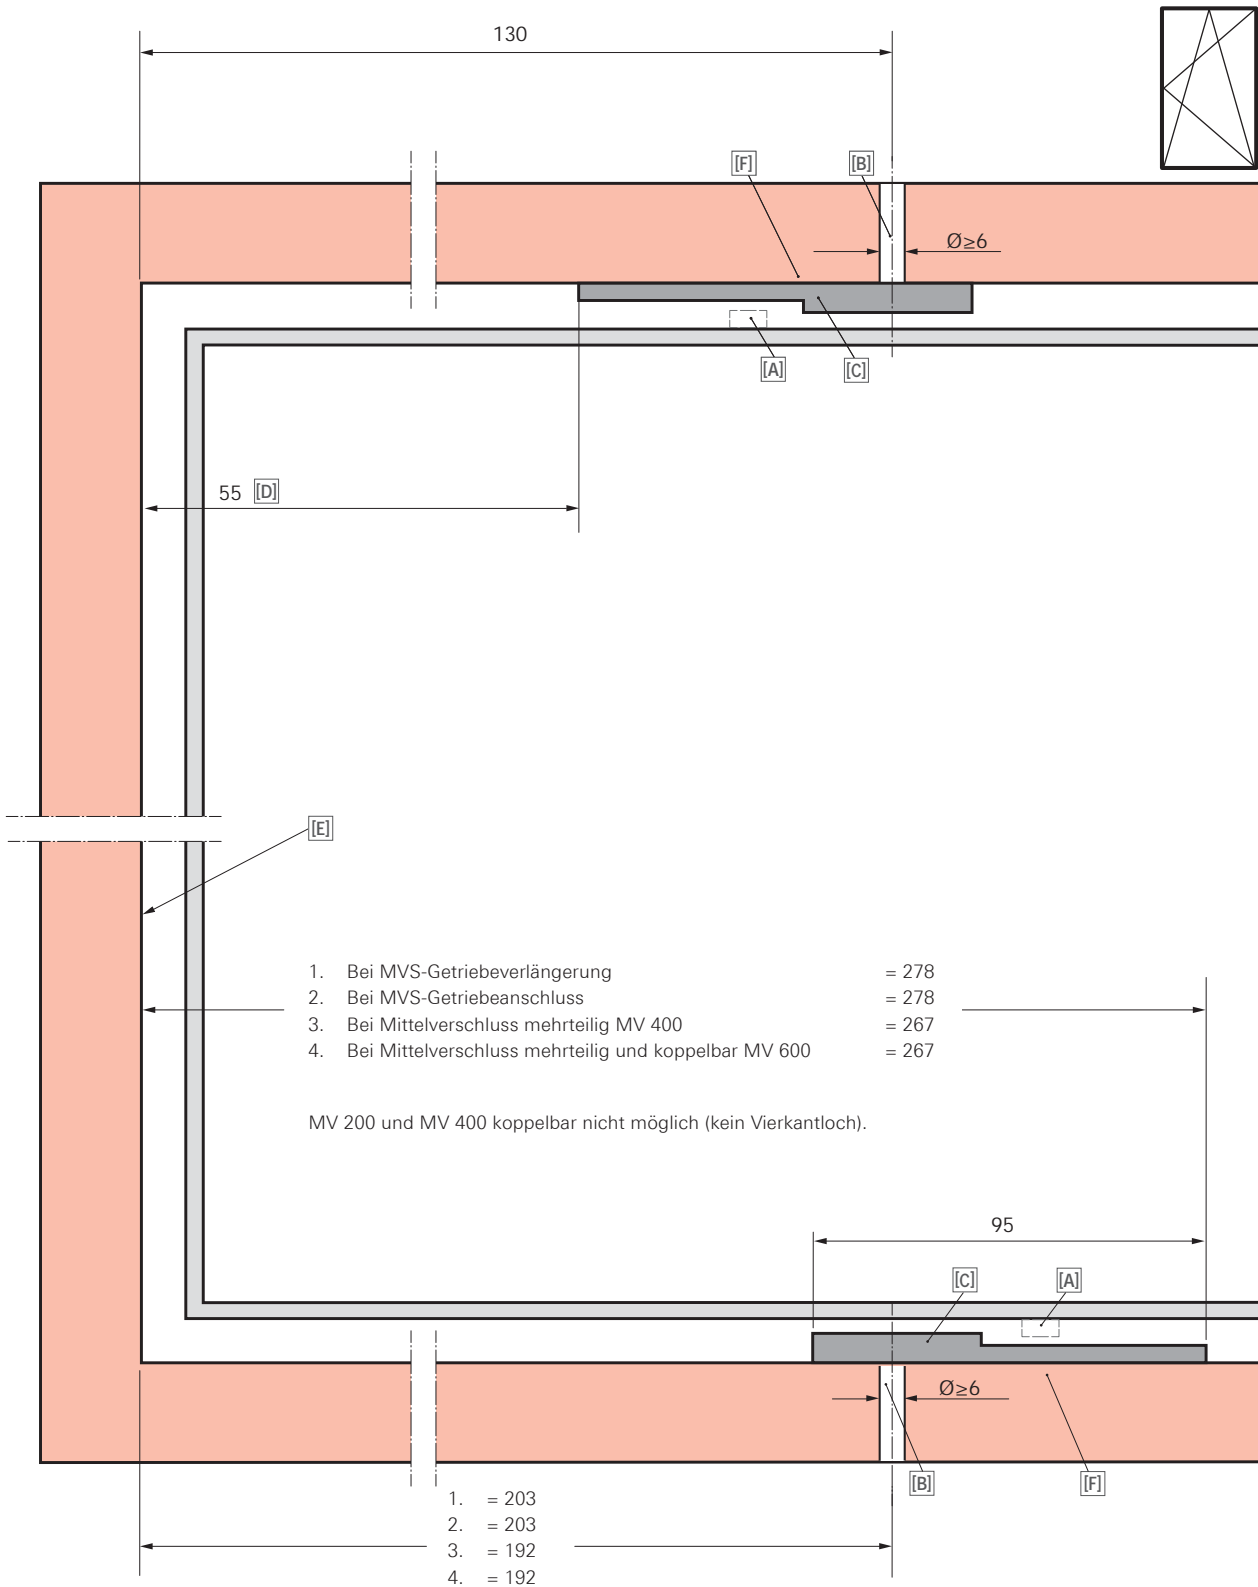 130
[F]
[B]
Ø≥6
[A]
[C]
55 [D]
[E]
1. Bei MVS-Getriebeverlängerung = 278
2. Bei MVS-Getriebeanschluss = 278
3. Bei Mittelverschluss mehrteilig MV 400 = 267
4. Bei Mittelverschluss mehrteilig und koppelbar MV 600 = 267
MV 200 und MV 400 koppelbar nicht möglich (kein Vierkantloch).
95
[C]
[A]
Ø≥6
[B]
[F]
1. = 203
2. = 203
3. = 192
4. = 192